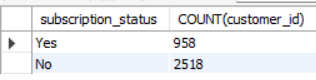 subscription_status COUNT(customer_id)
Yes 958
No 2518